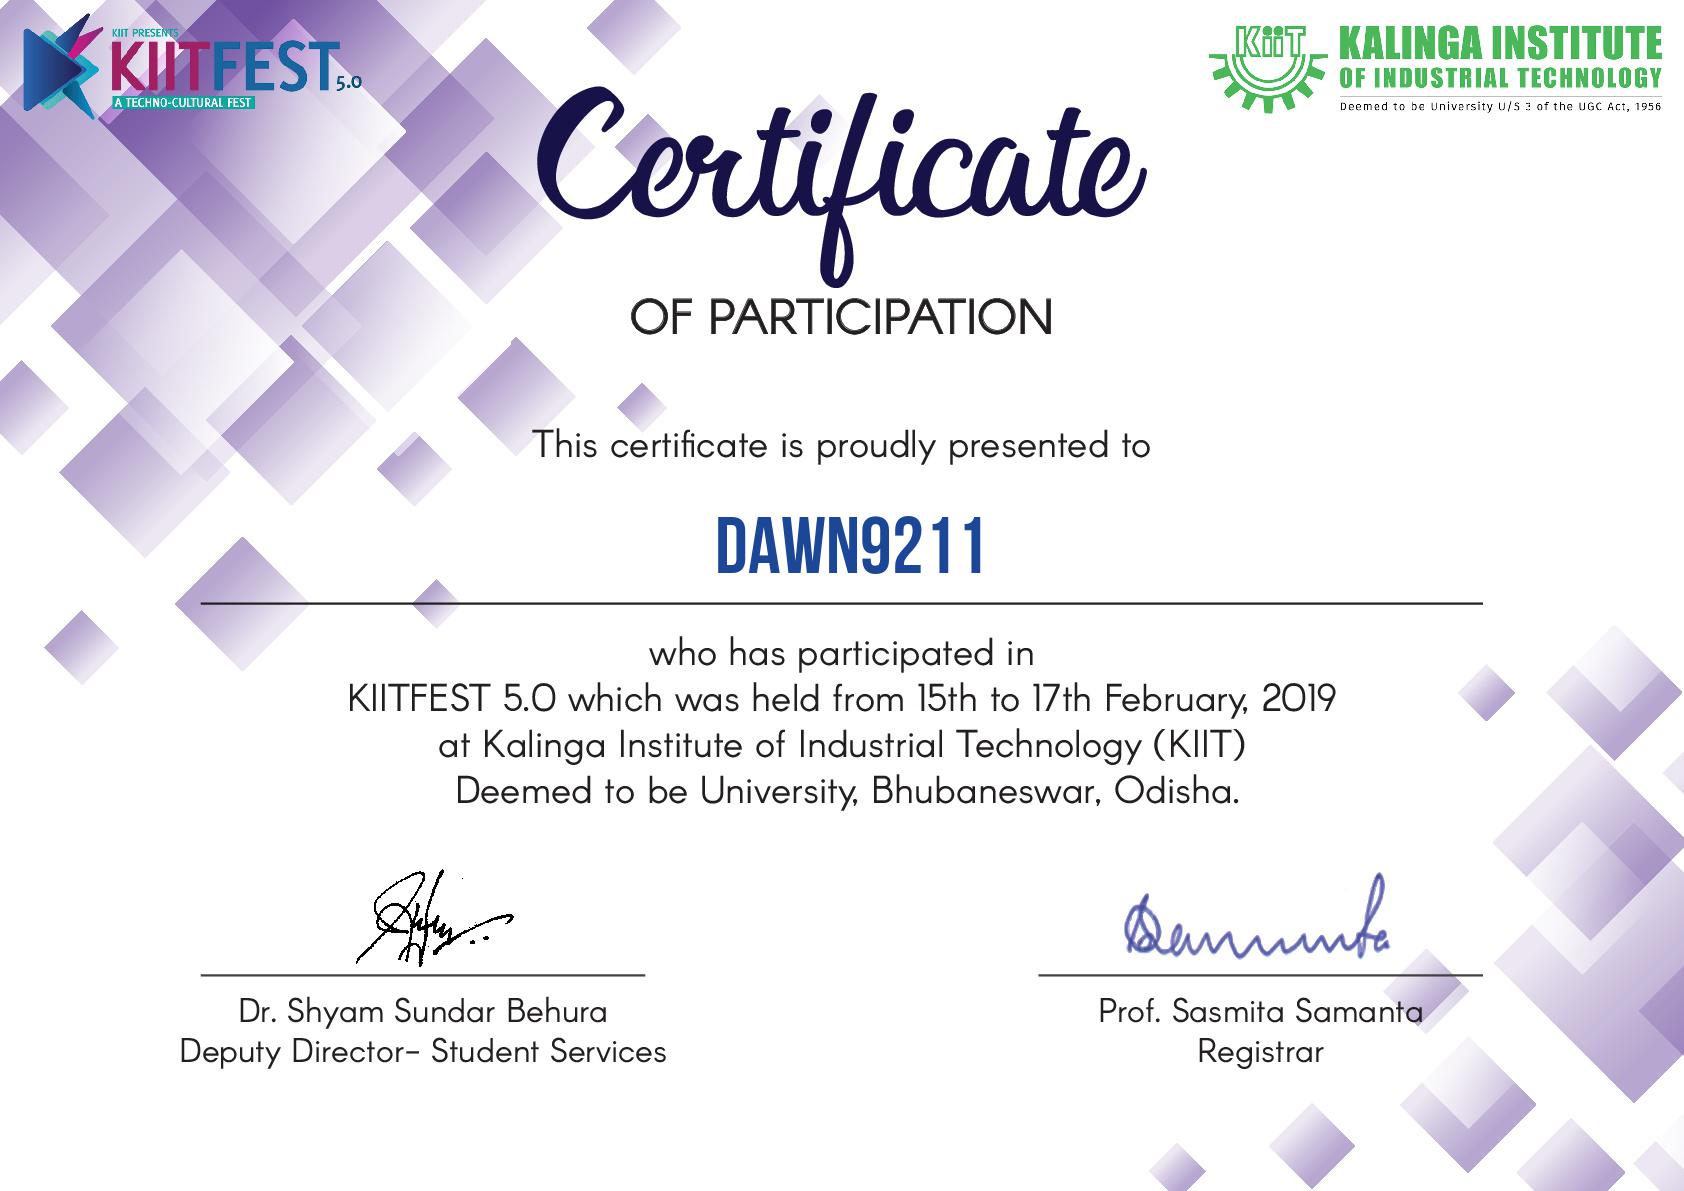 KIIT PRESENTS
KIITFEST 5.0
A TECHNO-CULTURAL FEST
KiiT
KALINGA INSTITUTE
OF INDUSTRIAL TECHNOLOGY
Deemed to be University U/S 3 of the UGC Act, 1956
Certificate
OF PARTICIPATION
This certificate is proudly presented to
DAWN9211
who has participated in
KIITFEST 5.0 which was held from 15th to 17th February, 2019
at Kalinga Institute of Industrial Technology (KIIT)
Deemed to be University, Bhubaneswar, Odisha.
Dr. Shyam Sundar Behura
Deputy Director- Student Services
Prof. Sasmita Samanta
Registrar